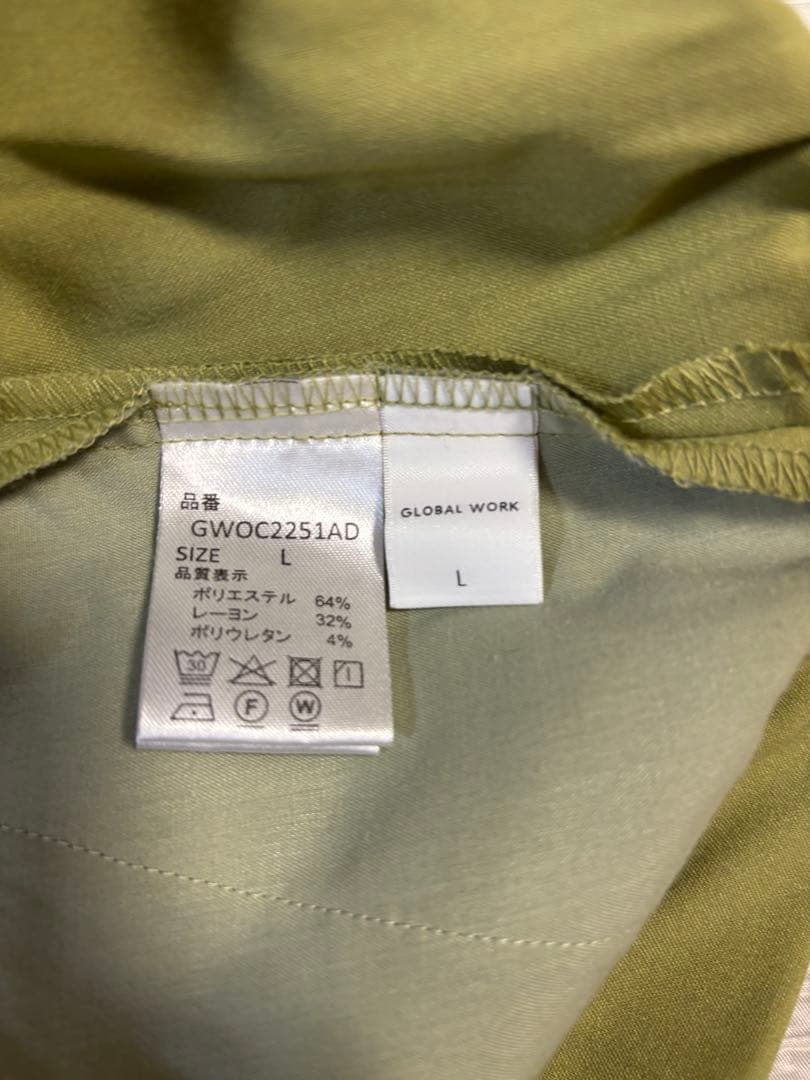 品番
GWOC2251AD
SIZE L
品質表示
ポリエステル 64%
レーヨン 32%
ポリウレタン 4%
30
F W
GLOBAL WORK
L